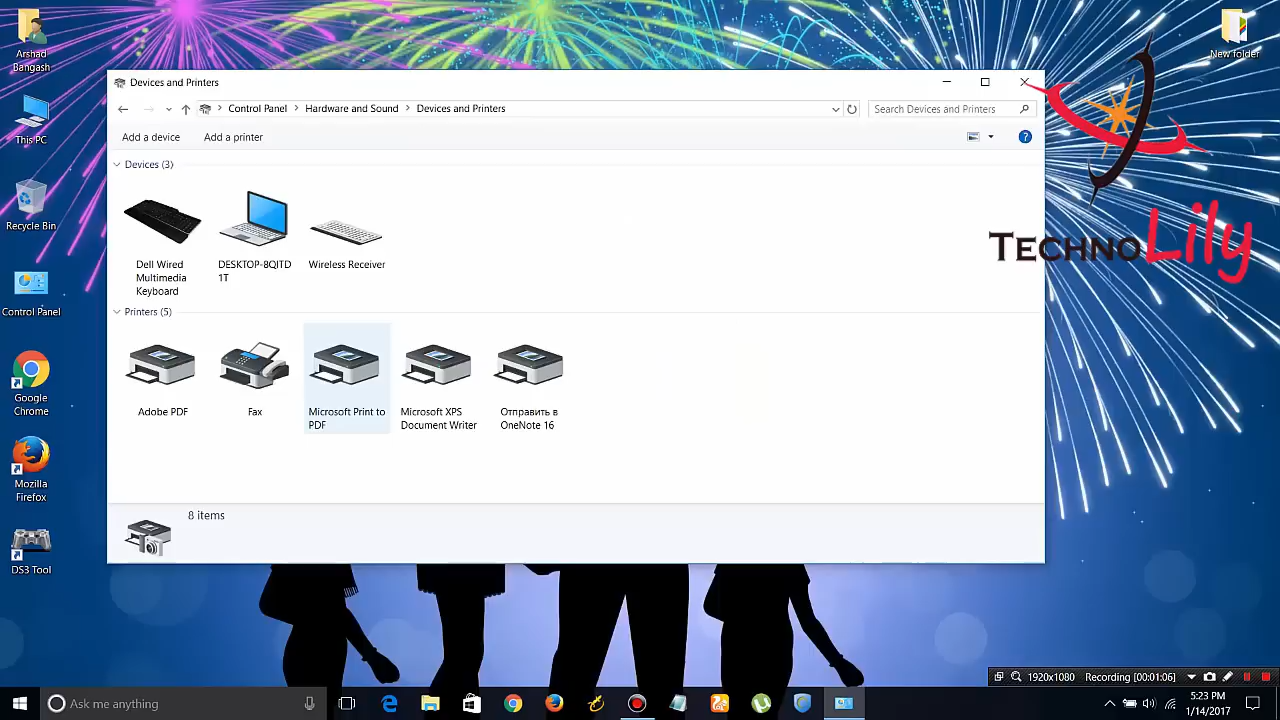 Arshad
Bangash
This PC
Recycle Bin
Control Panel
Google
Chrome
Mozilla
Firefox
DS3 Tool
New folder
Devices and Printers
Control Panel > Hardware and Sound > Devices and Printers
Search Devices and Printers
Add a device
Add a printer
?
Devices (3)
Dell Wired
Multimedia
Keyboard
DESKTOP-8QITD
1T
Wireless Receiver
Printers (5)
Adobe PDF
Fax
Microsoft Print to
PDF
Microsoft XPS
Document Writer
Отправить в
OneNote 16
8 items
TECHNOLily
1920x1080
Recording [00:01:06]
Ask me anything
5:23 PM
1/14/2017